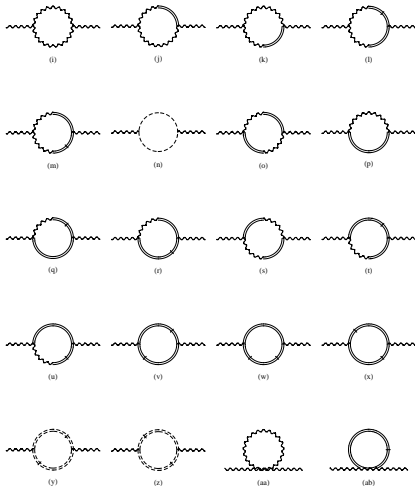 (i) (j) (k) (l)
(m) (n) (o) (p)
(q) (r) (s) (t)
(u) (v) (w) (x)
(y) (z) (aa) (ab)